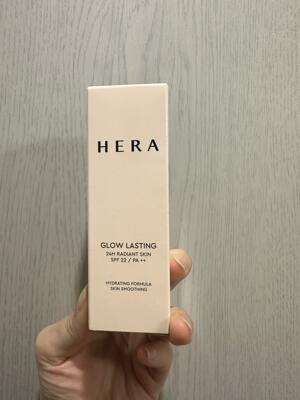 HERA
GLOW LASTING
24H RADIANT SKIN
SPF 22 / PA ++
HYDRATING FORMULA
SKIN SMOOTHING